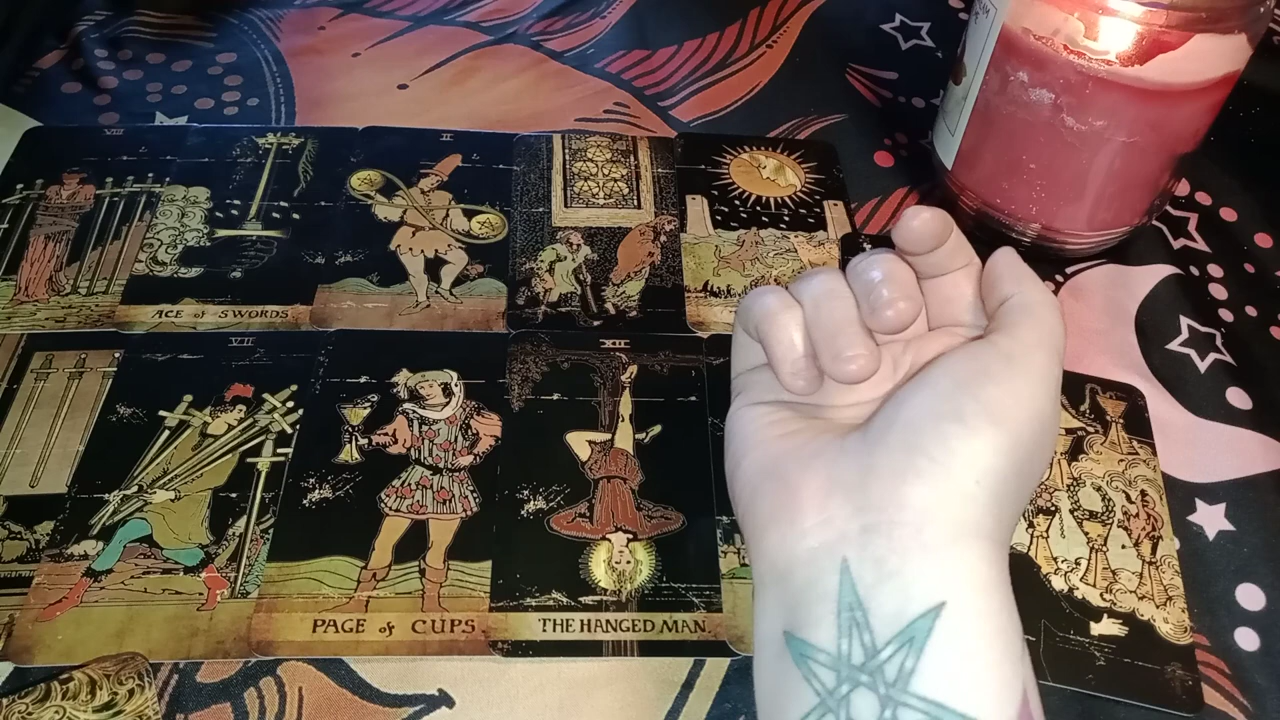 VIII
II
ACE of SWORDS.
VII
XII
PAGE of CUPS.
THE HANGED MAN.